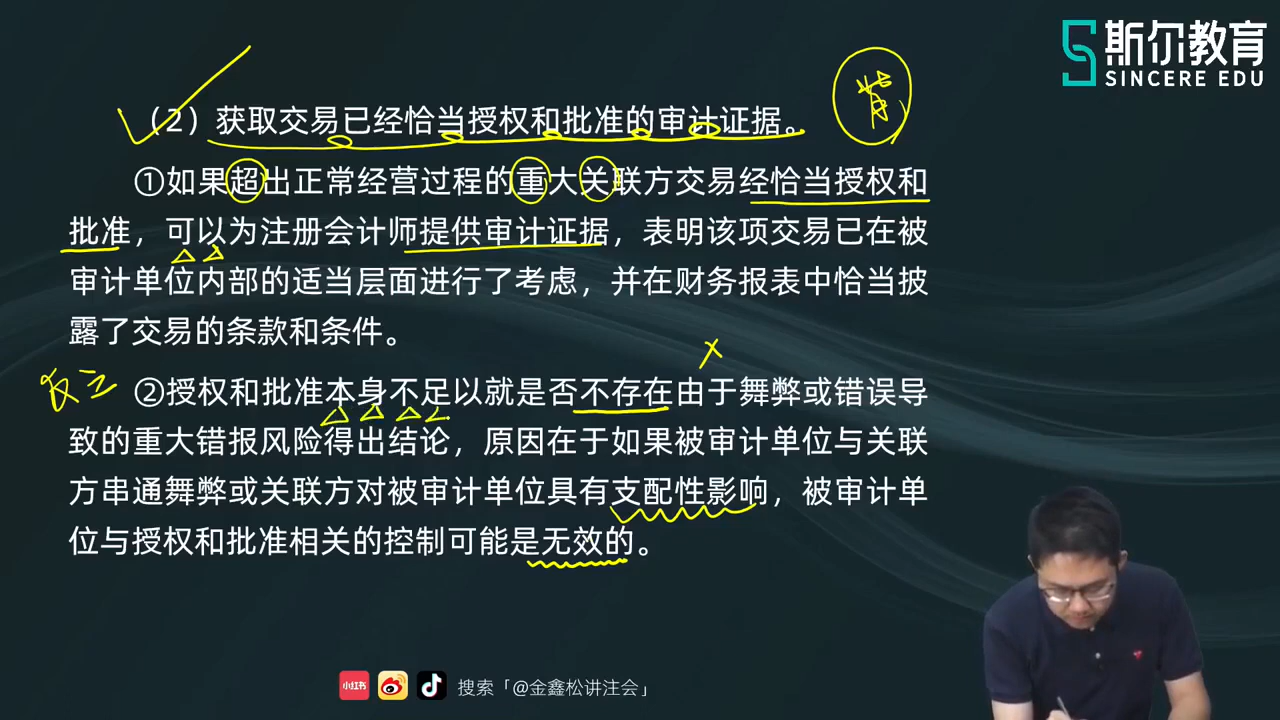 斯尔教育
SINCERE EDU
背
（2）获取交易已经恰当授权和批准的审计证据。
①如果超出正常经营过程的重大关联方交易经恰当授权和
批准，可以为注册会计师提供审计证据，表明该项交易已在被
审计单位内部的适当层面进行了考虑，并在财务报表中恰当披
露了交易的条款和条件。
②授权和批准本身不足以就是否不存在由于舞弊或错误导
致的重大错报风险得出结论，原因在于如果被审计单位与关联
方串通舞弊或关联方对被审计单位具有支配性影响，被审计单
位与授权和批准相关的控制可能是无效的。
小红书
搜索「@金鑫松讲注会」